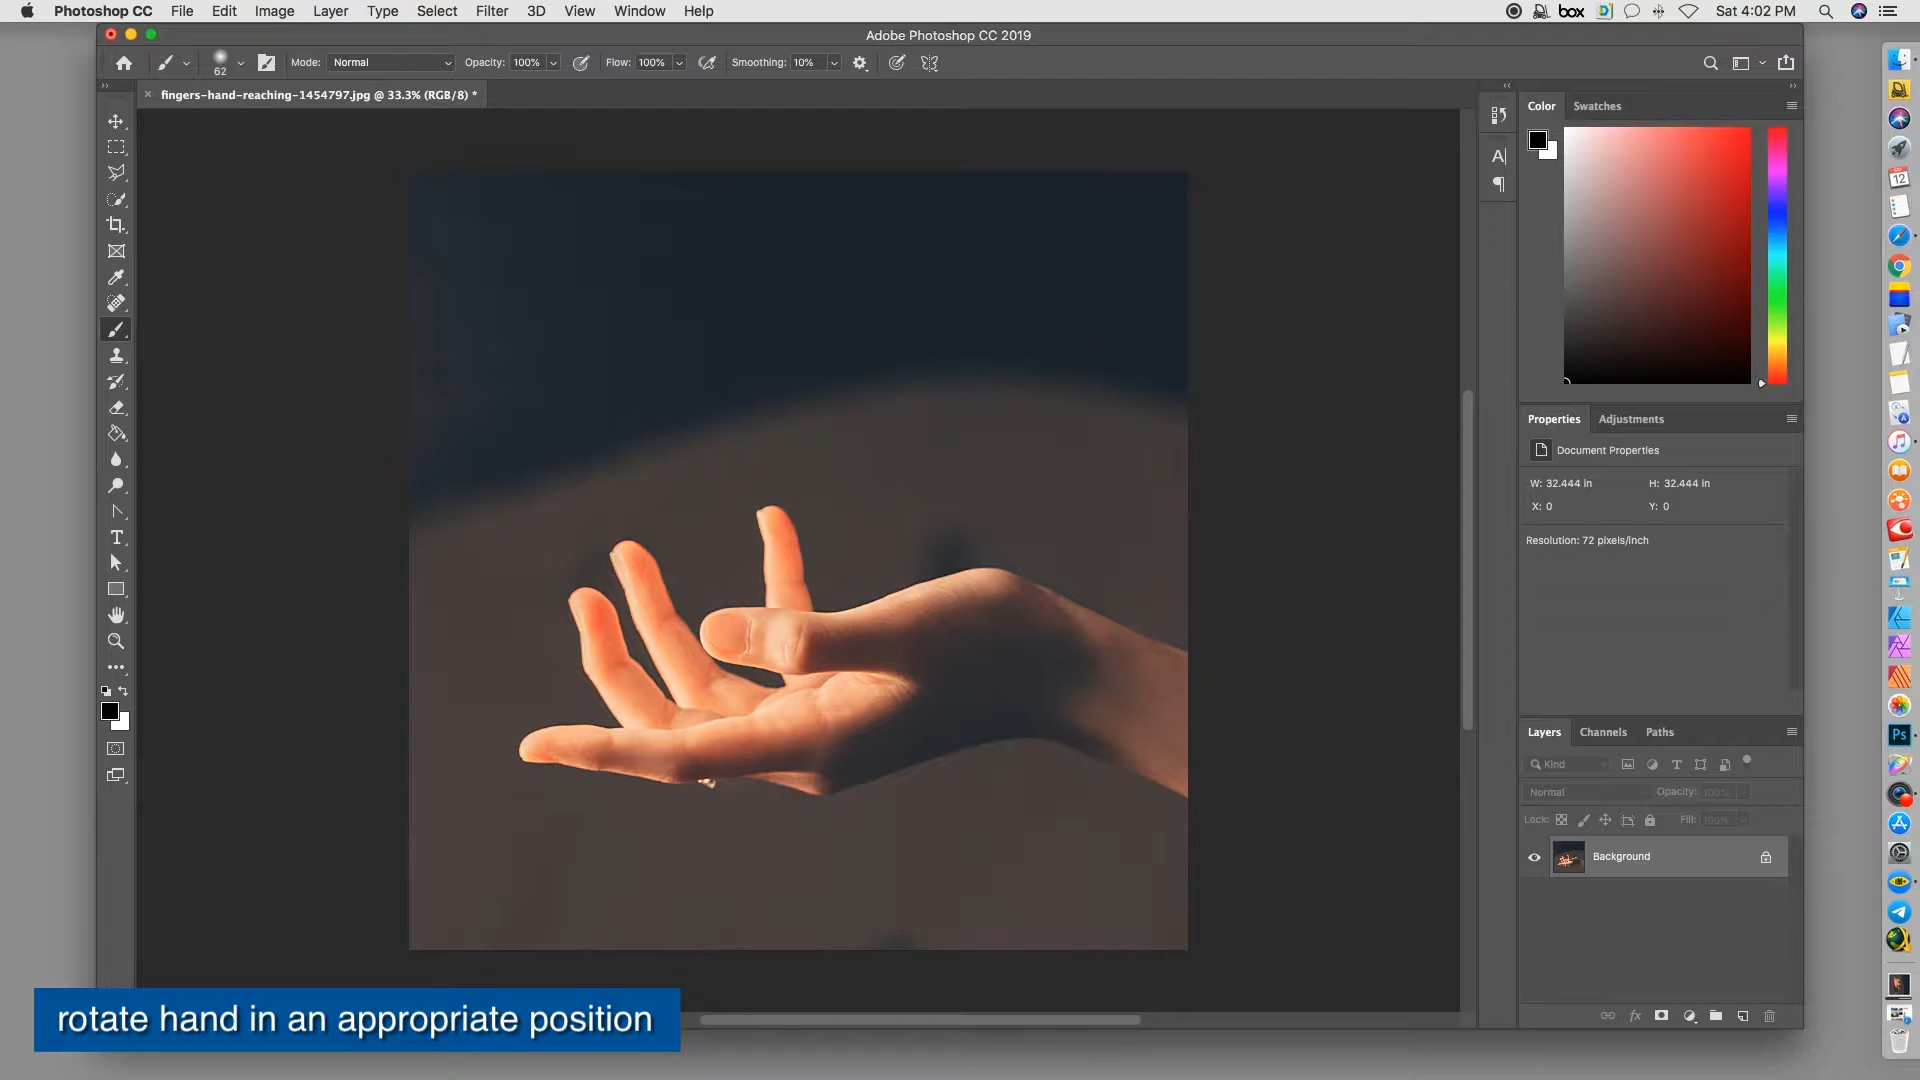 Photoshop CC File Edit Image Layer Type Select Filter 3D View Window Help box Sat 4:02 PM
Adobe Photoshop CC 2019
62 Mode: Normal Opacity: 100% Flow: 100% Smoothing: 10%
fingers-hand-reaching-1454797.jpg @ 33.3% (RGB/8) *
Color Swatches
Properties Adjustments
Document Properties
W: 32.444 in H: 32.444 in
X: 0 Y: 0
Resolution: 72 pixels/inch
Layers Channels Paths
Kind
Normal Opacity: 100%
Lock: Fill: 100%
Background
rotate hand in an appropriate position